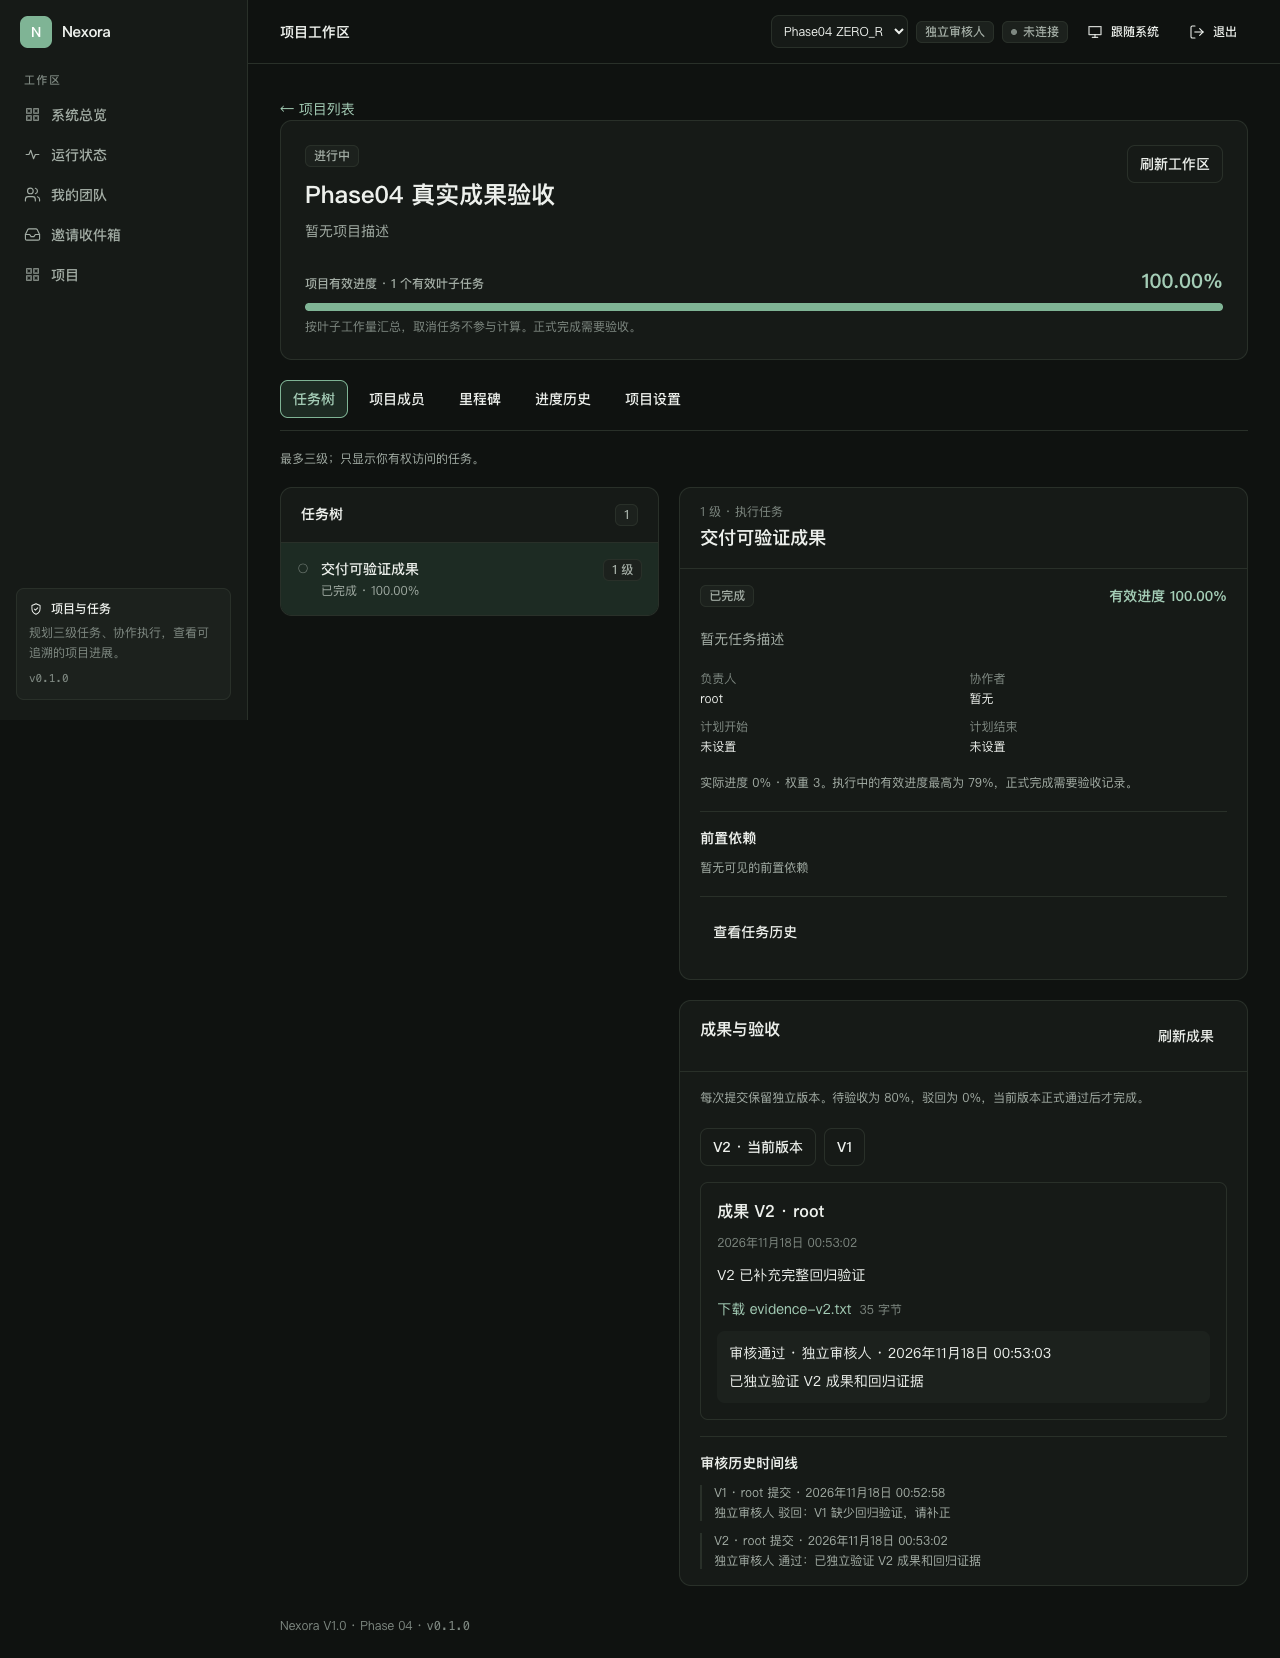 N Nexora
工作区
系统总览
运行状态
我的团队
邀请收件箱
项目
项目与任务
规划三级任务、协作执行，查看可
追溯的项目进展。
v0.1.0
项目工作区
Phase04 ZERO_R
独立审核人
未连接
跟随系统
退出
← 项目列表
进行中
刷新工作区
Phase04 真实成果验收
暂无项目描述
项目有效进度 · 1 个有效叶子任务
100.00%
按叶子工作量汇总，取消任务不参与计算。正式完成需要验收。
任务树
项目成员
里程碑
进度历史
项目设置
最多三级；只显示你有权访问的任务。
任务树
1
交付可验证成果
1 级
已完成 · 100.00%
1 级 · 执行任务
交付可验证成果
已完成
有效进度 100.00%
暂无任务描述
负责人
root
协作者
暂无
计划开始
未设置
计划结束
未设置
实际进度 0% · 权重 3。执行中的有效进度最高为 79%，正式完成需要验收记录。
前置依赖
暂无可见的前置依赖
查看任务历史
成果与验收
刷新成果
每次提交保留独立版本。待验收为 80%，驳回为 0%，当前版本正式通过后才完成。
V2 · 当前版本
V1
成果 V2 · root
2026年11月18日 00:53:02
V2 已补充完整回归验证
下载 evidence-v2.txt 35 字节
审核通过 · 独立审核人 · 2026年11月18日 00:53:03
已独立验证 V2 成果和回归证据
审核历史时间线
V1 · root 提交 · 2026年11月18日 00:52:58
独立审核人 驳回：V1 缺少回归验证，请补正
V2 · root 提交 · 2026年11月18日 00:53:02
独立审核人 通过：已独立验证 V2 成果和回归证据
Nexora V1.0 · Phase 04 · v0.1.0